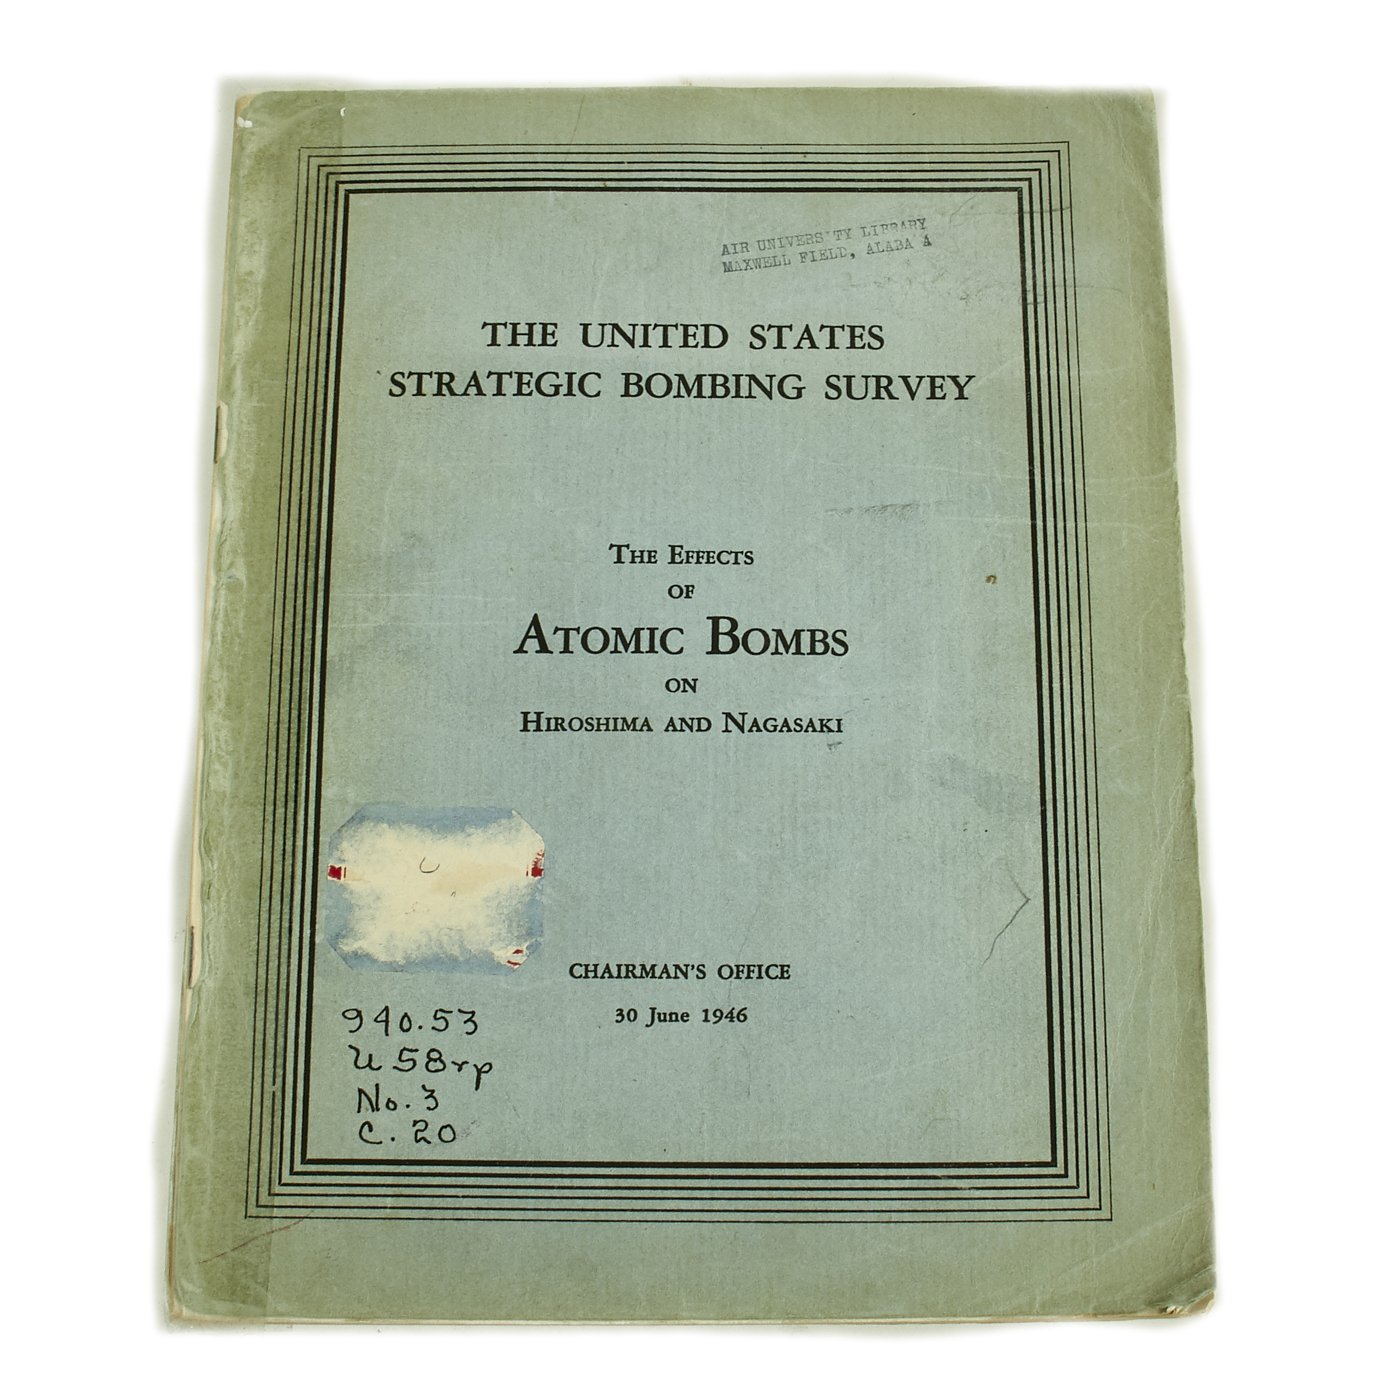 AIR UNIVERSITY LIBRARY
MAXWELL FIELD, ALABA A
THE UNITED STATES
STRATEGIC BOMBING SURVEY
THE EFFECTS
OF
ATOMIC BOMBS
ON
HIROSHIMA AND NAGASAKI
CHAIRMAN'S OFFICE
30 June 1946
940.53
U58rp
No. 3
C. 20